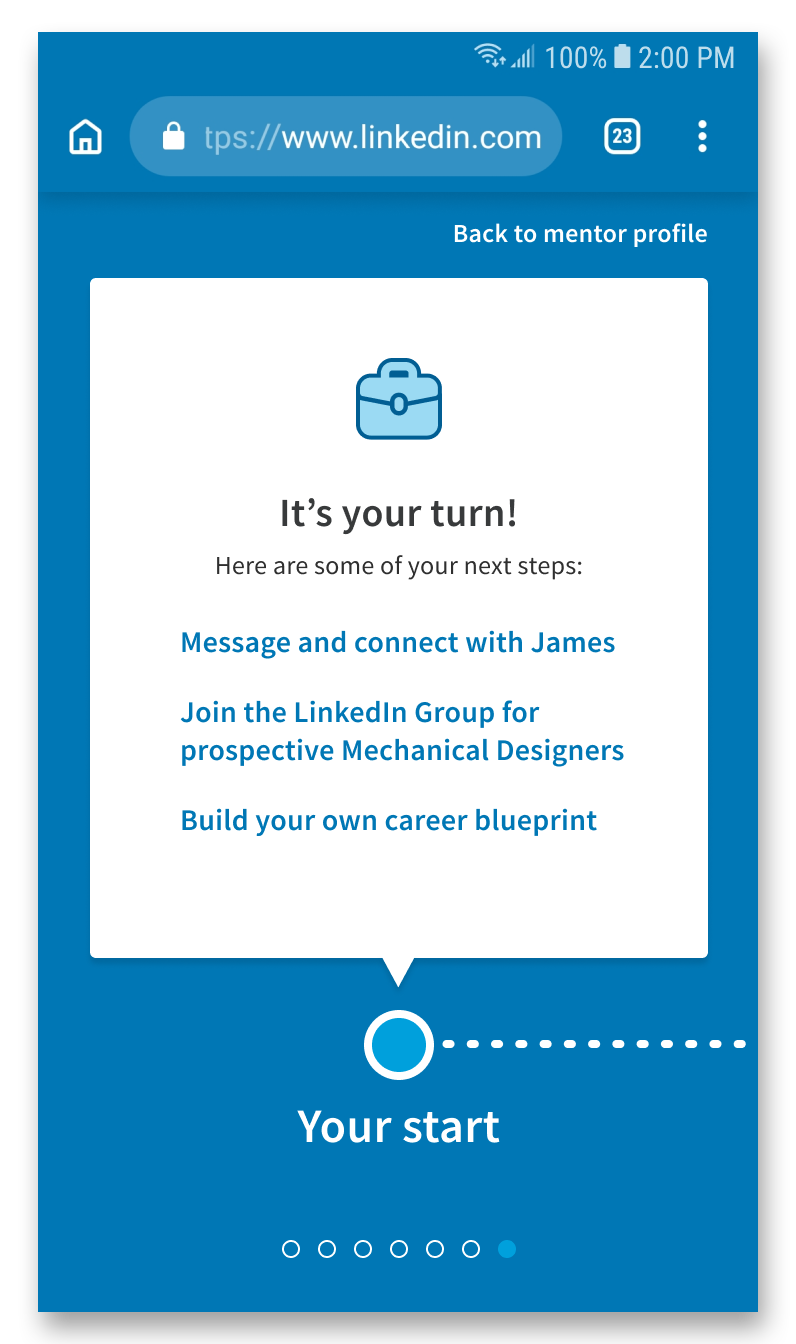 100% 2:00 PM
tps://www.linkedin.com
23
Back to mentor profile
It’s your turn!
Here are some of your next steps:
Message and connect with James
Join the LinkedIn Group for
prospective Mechanical Designers
Build your own career blueprint
Your start